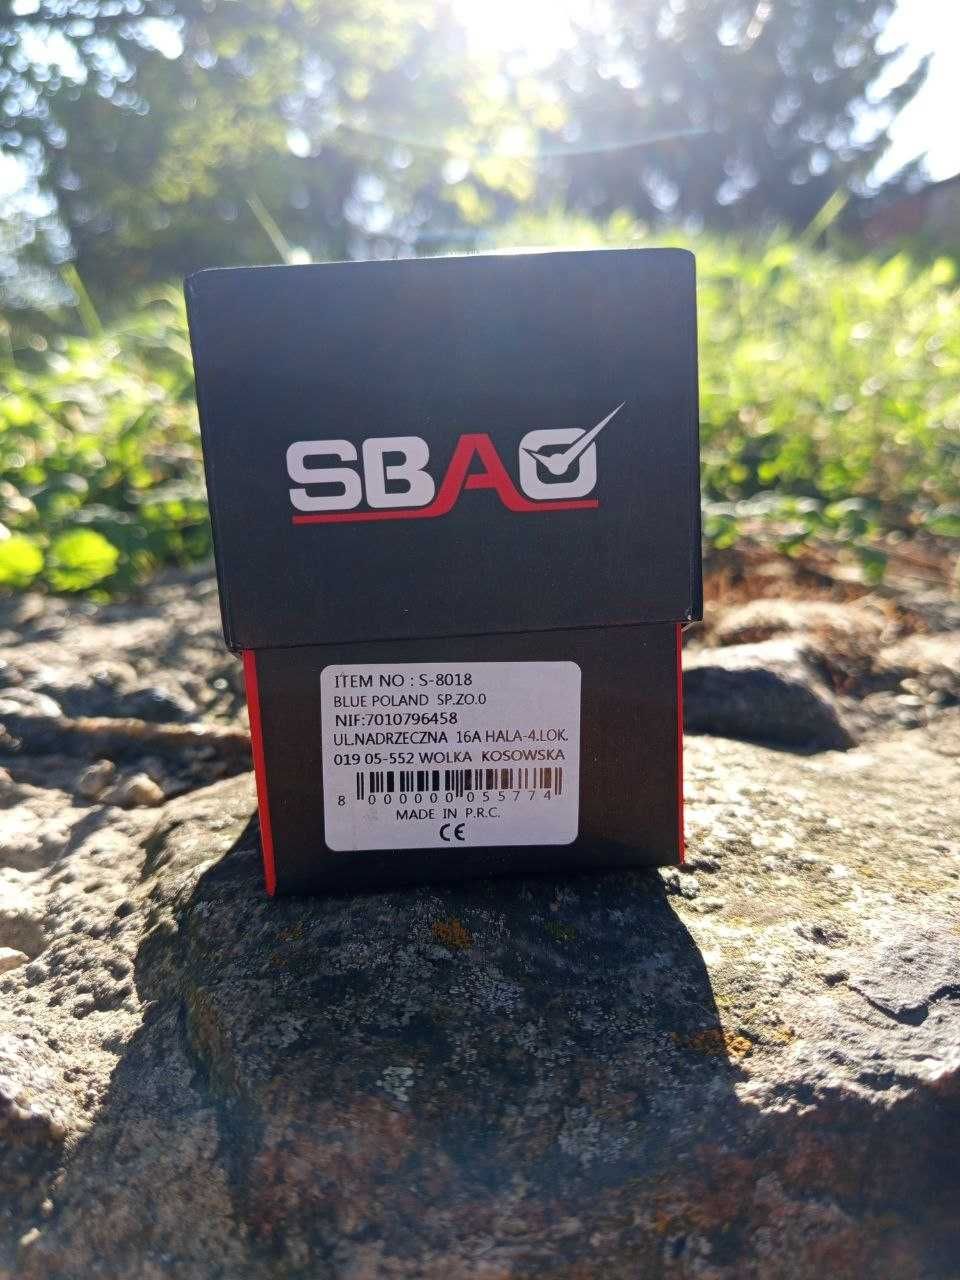 SBAO
ITEM NO : S-8018
BLUE POLAND SP.ZO.0
NIF:7010796458
UL.NADRZECZNA 16A HALA-4.LOK.
019 05-552 WOLKA KOSOWSKA
8 000000 055774
MADE IN P.R.C.
CE